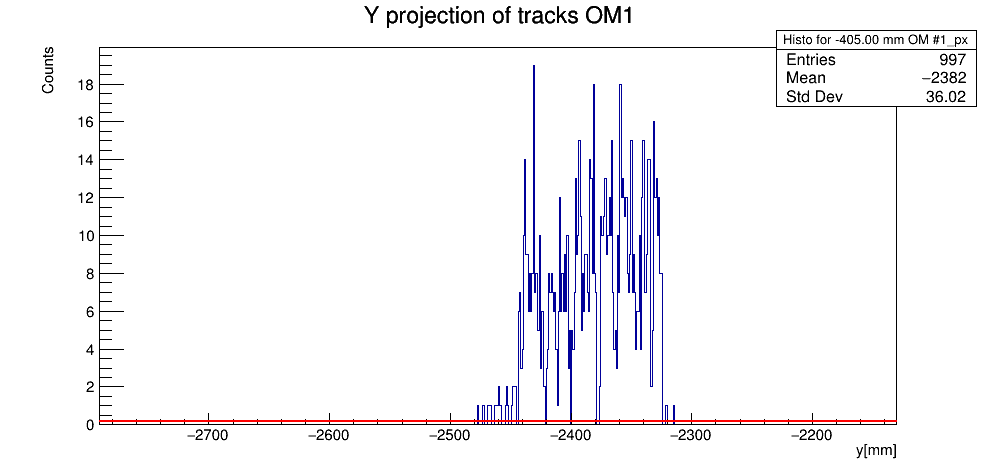 Y projection of tracks OM1
Histo for -405.00 mm OM #1_px
Entries 997
Mean −2382
Std Dev 36.02
Counts
18
16
14
12
10
8
6
4
2
0
−2700 −2600 −2500 −2400 −2300 −2200
y[mm]